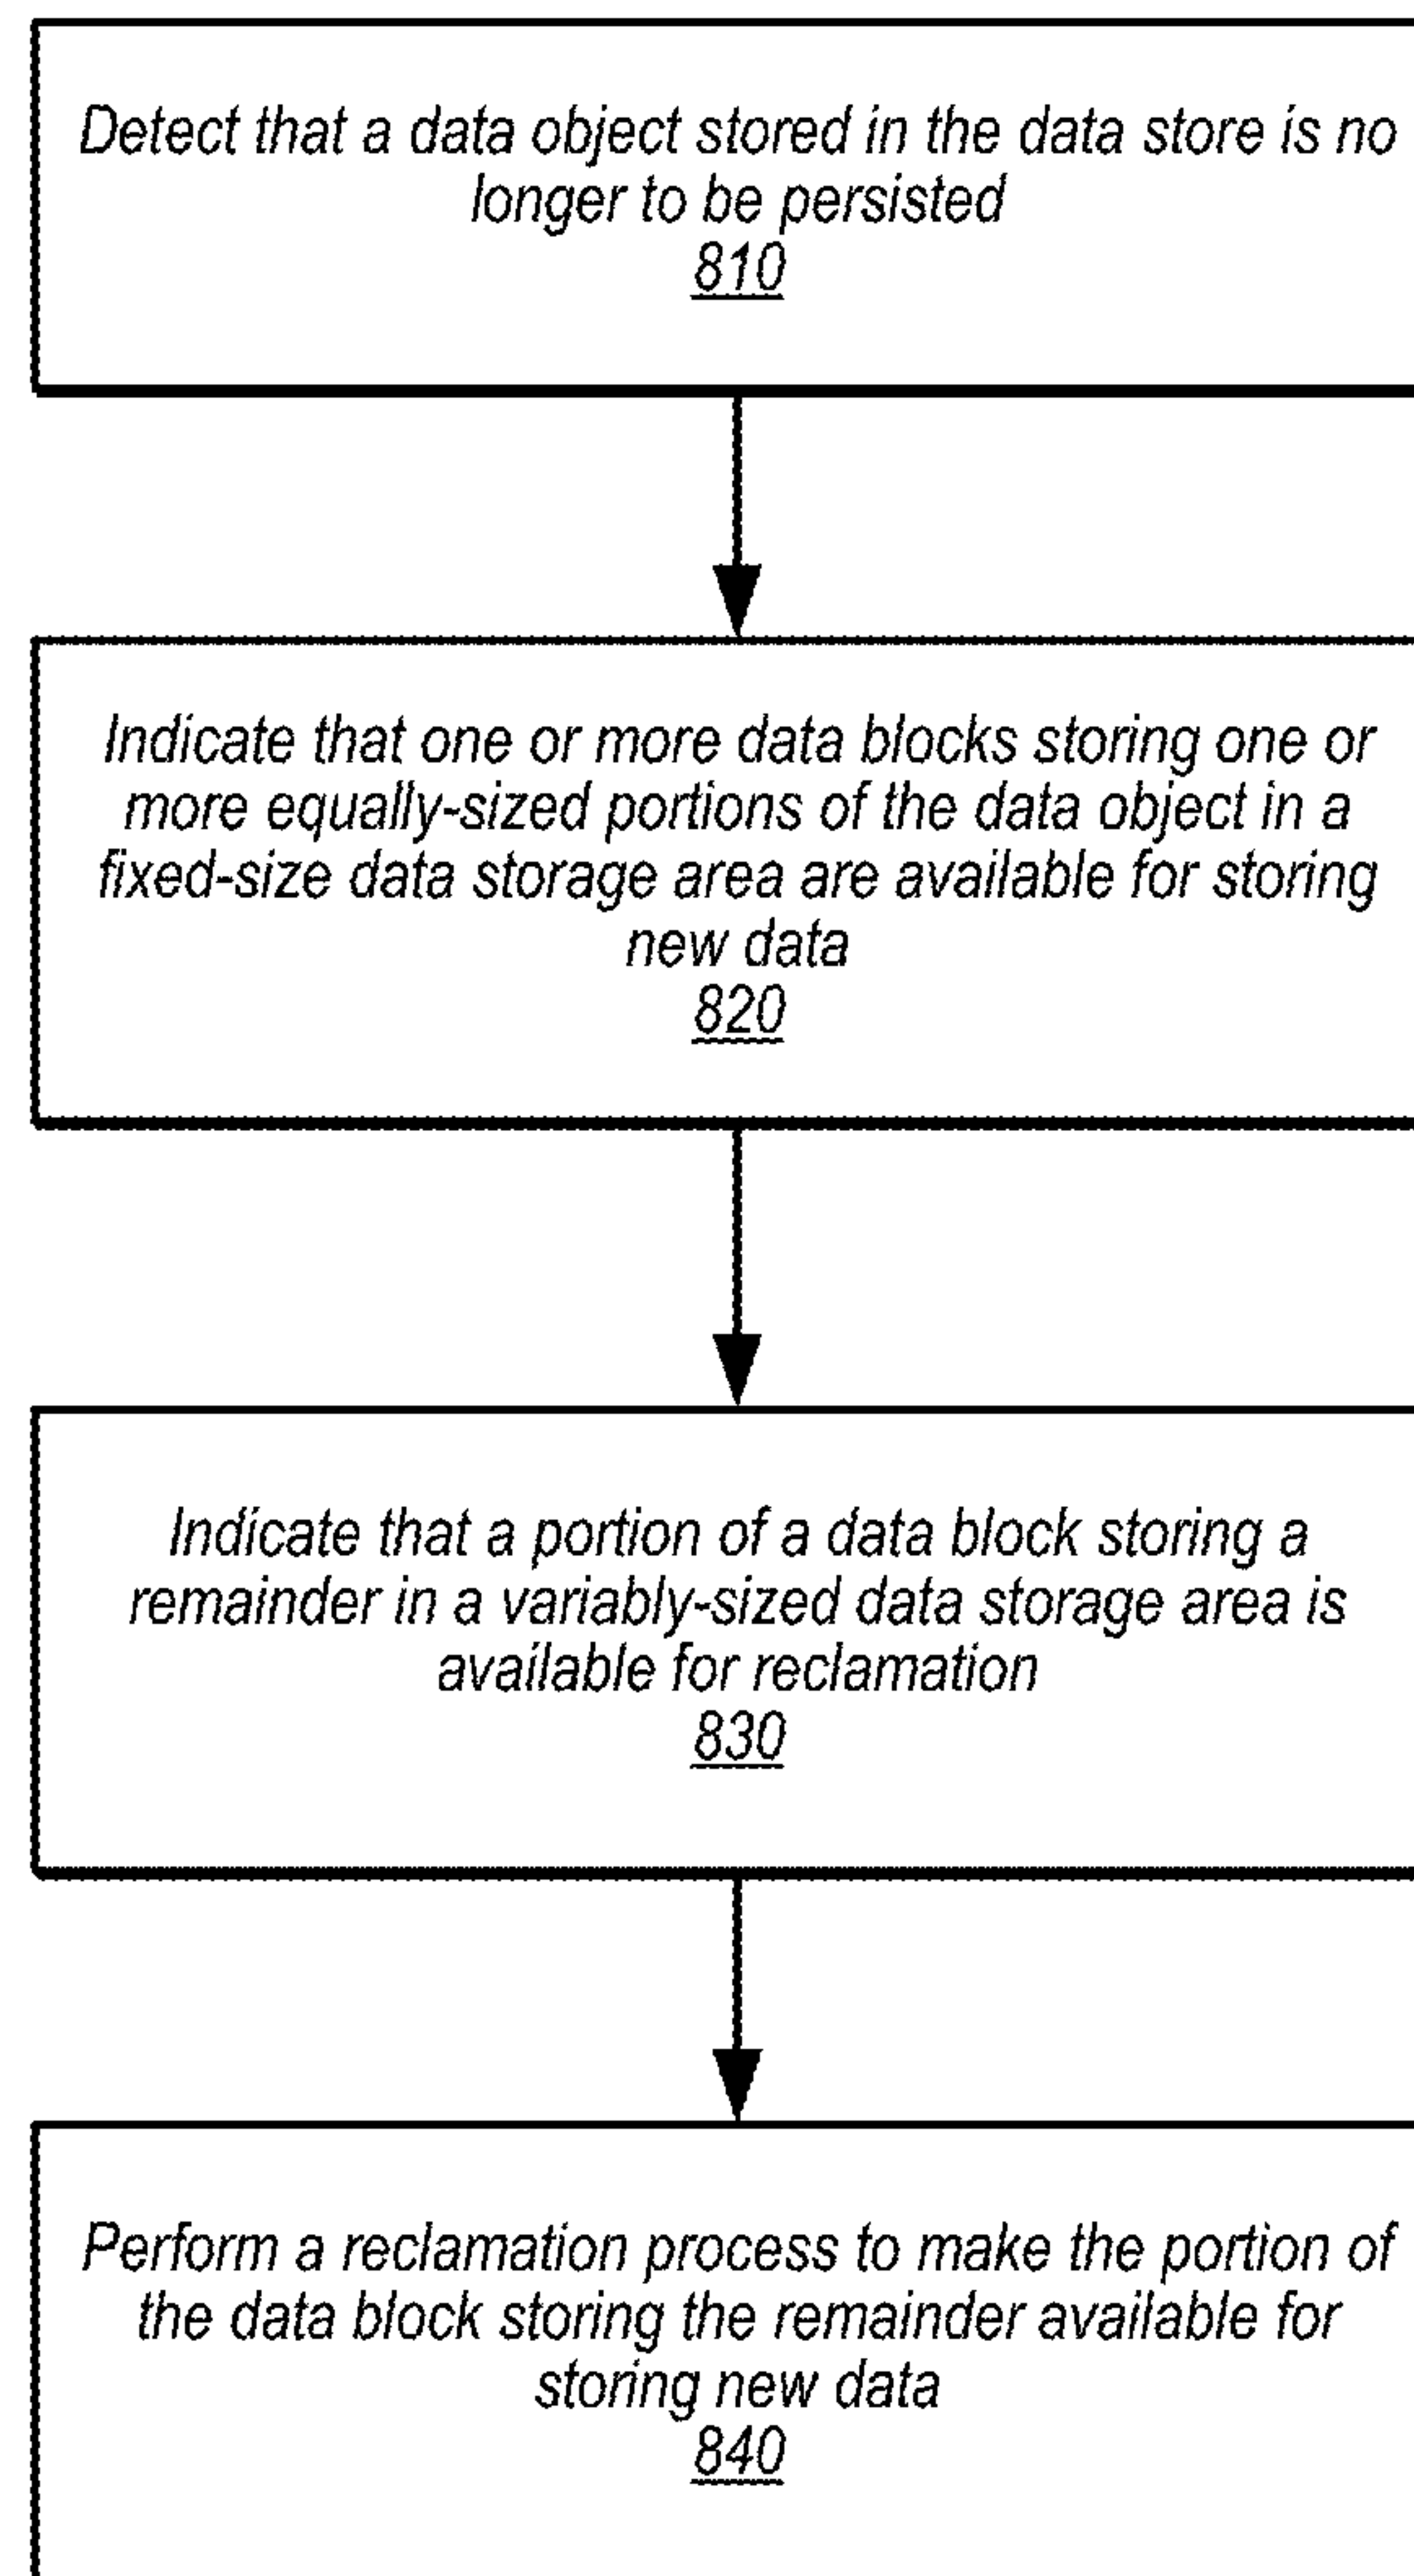 Detect that a data object stored in the data store is no
longer to be persisted
810
Indicate that one or more data blocks storing one or
more equally-sized portions of the data object in a
fixed-size data storage area are available for storing
new data
820
Indicate that a portion of a data block storing a
remainder in a variably-sized data storage area is
available for reclamation
830
Perform a reclamation process to make the portion of
the data block storing the remainder available for
storing new data
840